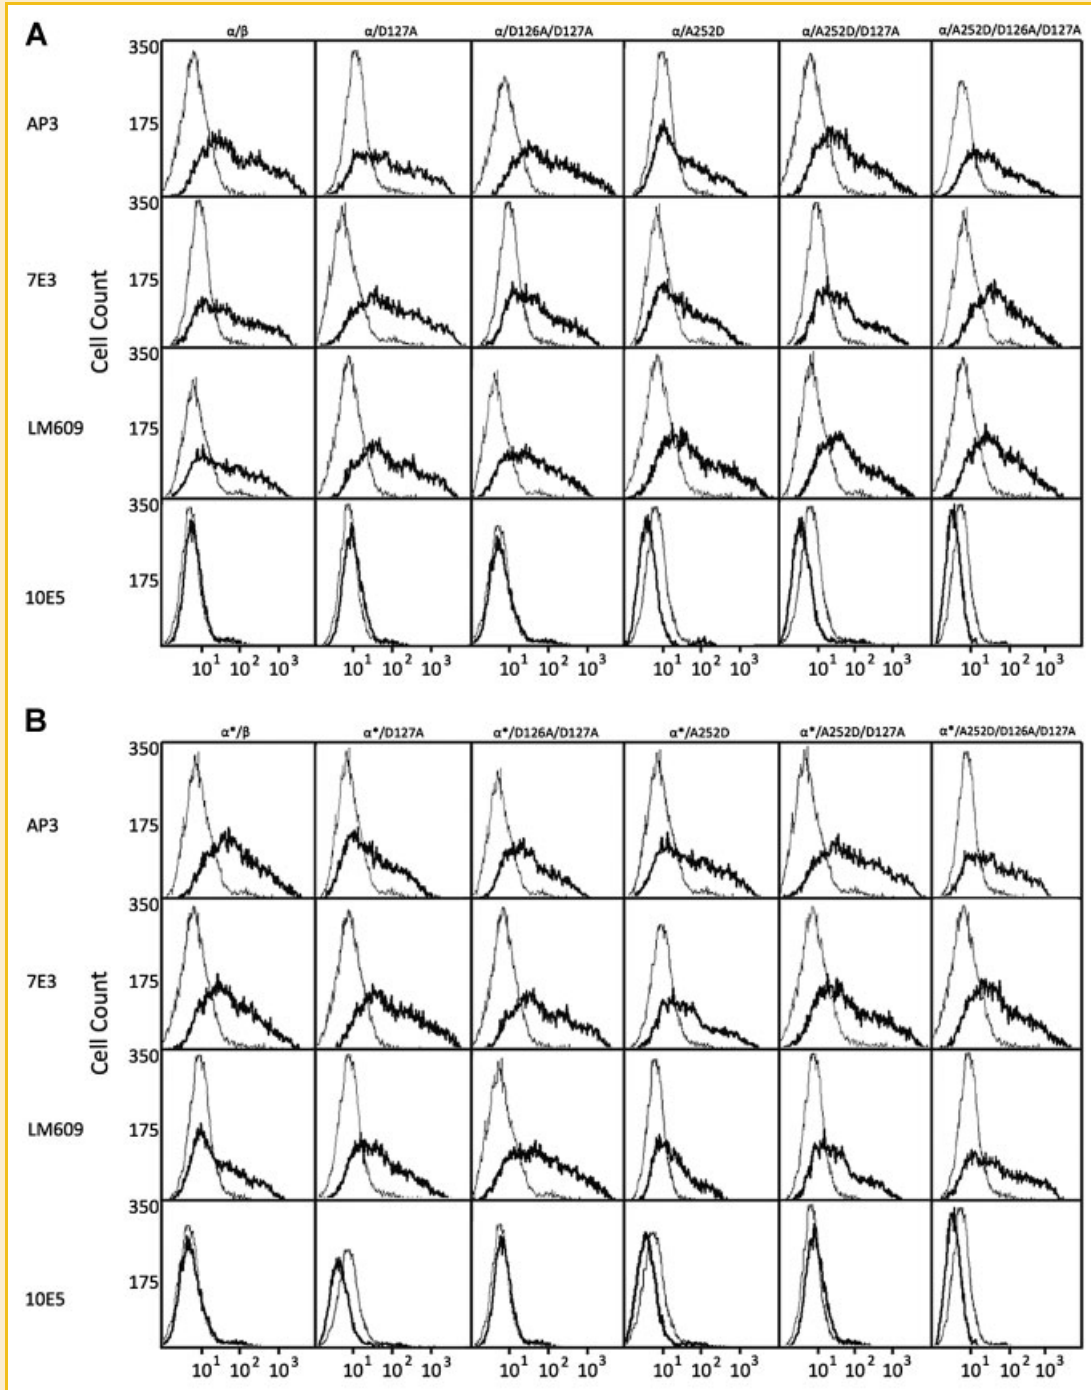 A
α/β α/D127A α/D126A/D127A α/A252D α/A252D/D127A α/A252D/D126A/D127A
350
AP3 175
350
7E3 175
Cell Count
350
LM609 175
350
175
10E5
10¹ 10² 10³ 10¹ 10² 10³ 10¹ 10² 10³ 10¹ 10² 10³ 10¹ 10² 10³ 10¹ 10² 10³
B
α*/β α*/D127A α*/D126A/D127A α*/A252D α*/A252D/D127A α*/A252D/D126A/D127A
350
AP3 175
350
7E3 175
Cell Count
350
LM609 175
350
175
10E5
10¹ 10² 10³ 10¹ 10² 10³ 10¹ 10² 10³ 10¹ 10² 10³ 10¹ 10² 10³ 10¹ 10² 10³